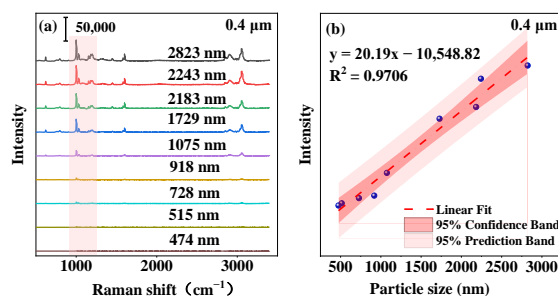 (a)
50,000
0.4 μm
2823 nm
2243 nm
2183 nm
1729 nm
1075 nm
918 nm
728 nm
515 nm
474 nm
Intensity
1000 2000 3000
Raman shift (cm⁻¹)
(b)
0.4 μm
y = 20.19x − 10,548.82
R² = 0.9706
Intensity
Linear Fit
95% Confidence Band
95% Prediction Band
500 1000 1500 2000 2500 3000
Particle size (nm)